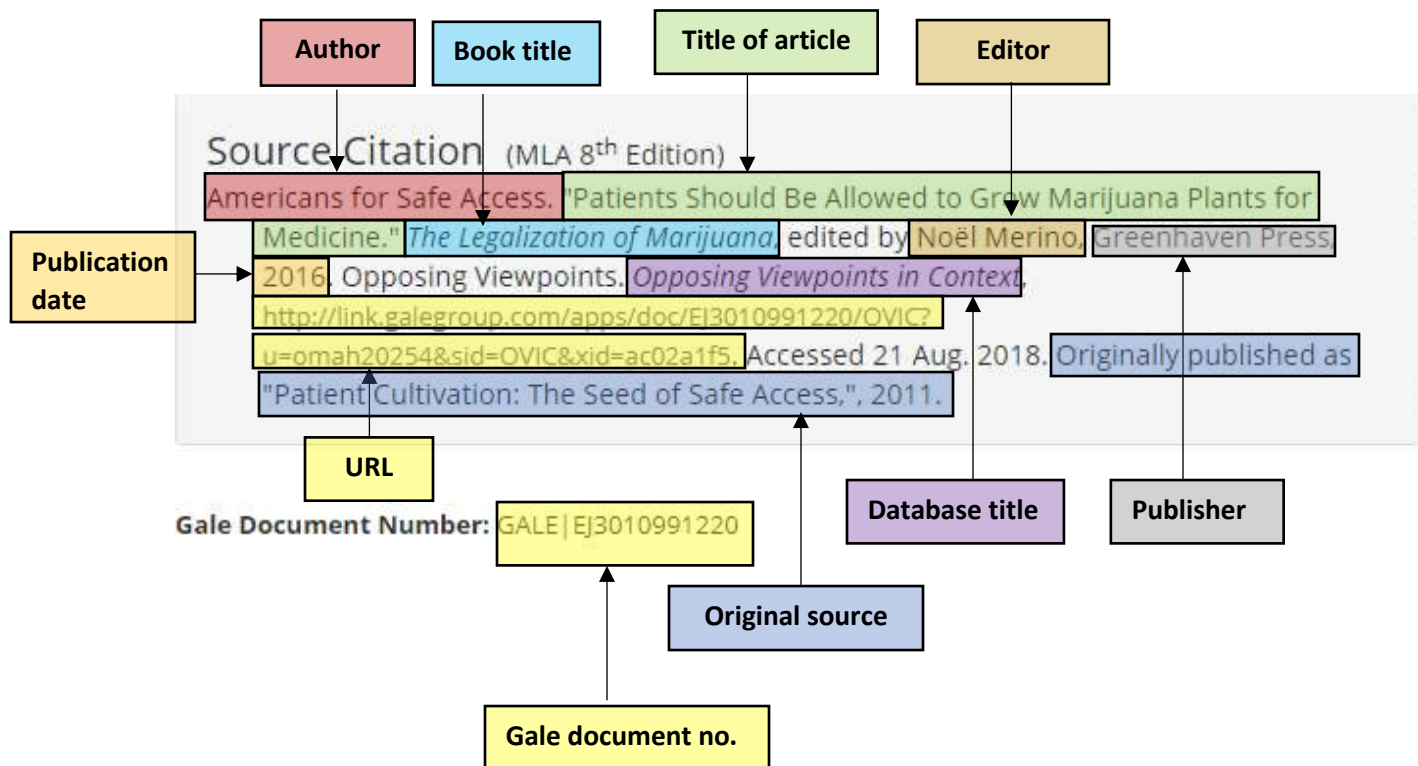 Author
Book title
Title of article
Editor
Source Citation (MLA 8th Edition)
Americans for Safe Access. "Patients Should Be Allowed to Grow Marijuana Plants for
Medicine." The Legalization of Marijuana, edited by Noël Merino, Greenhaven Press,
Publication
date
2016. Opposing Viewpoints. Opposing Viewpoints in Context,
http://link.galegroup.com/apps/doc/EJ3010991220/OVIC?
u=omah20254&sid=OVIC&xid=ac02a1f5. Accessed 21 Aug. 2018. Originally published as
"Patient Cultivation: The Seed of Safe Access,", 2011.
URL
Database title
Publisher
Gale Document Number: GALE|EJ3010991220
Original source
Gale document no.